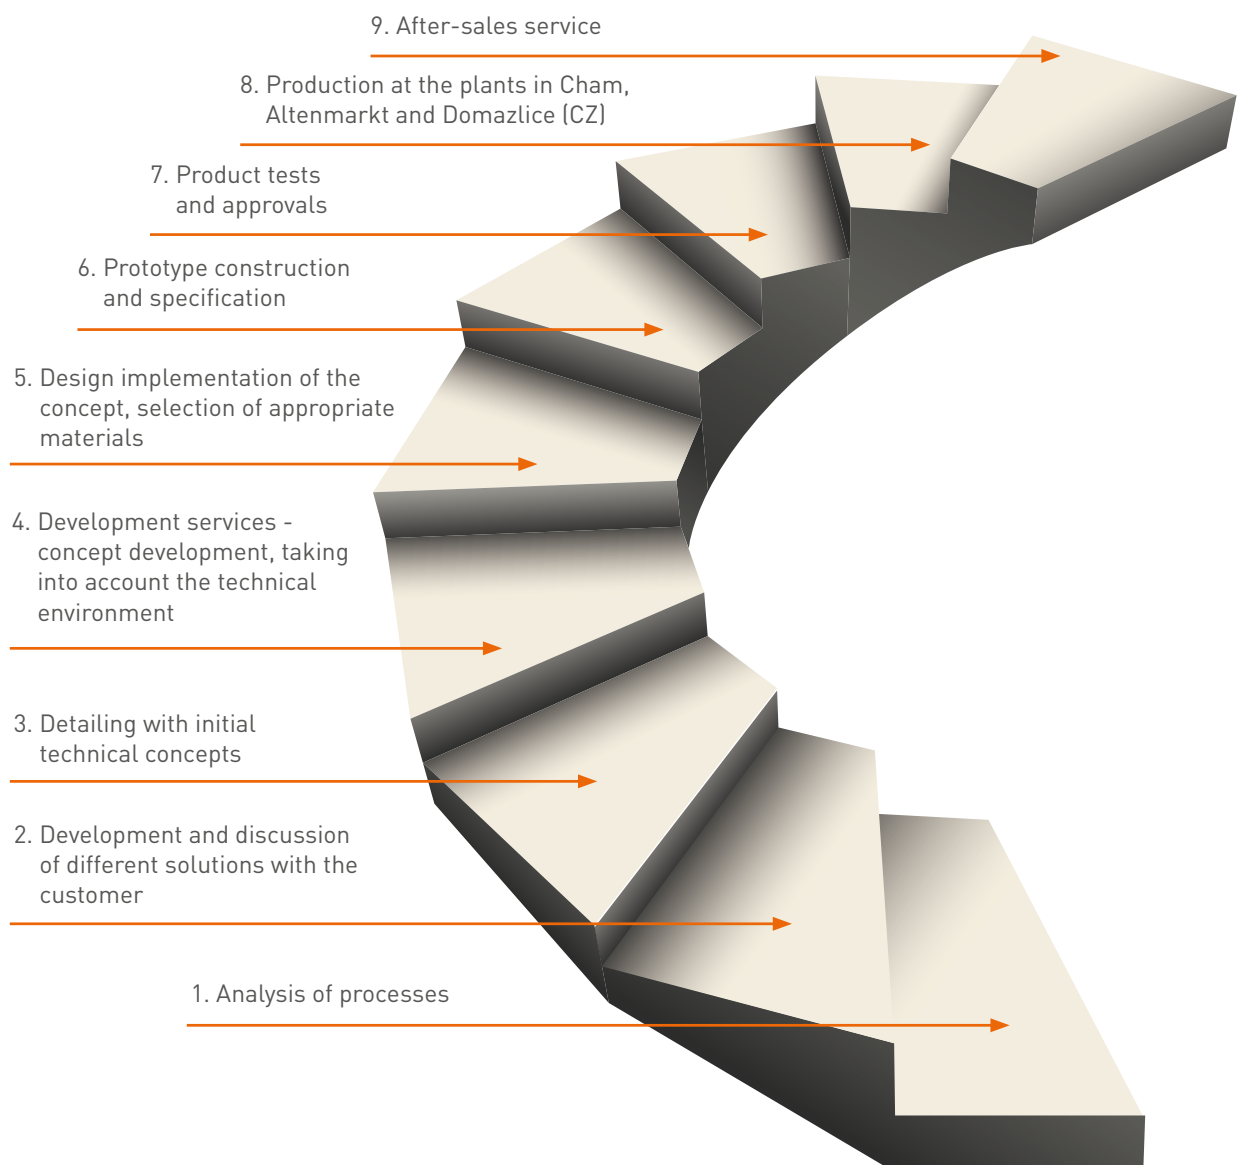 9. After-sales service
8. Production at the plants in Cham,
Altenmarkt and Domazlice (CZ)
7. Product tests
and approvals
6. Prototype construction
and specification
5. Design implementation of the
concept, selection of appropriate
materials
4. Development services -
concept development, taking
into account the technical
environment
3. Detailing with initial
technical concepts
2. Development and discussion
of different solutions with the
customer
1. Analysis of processes